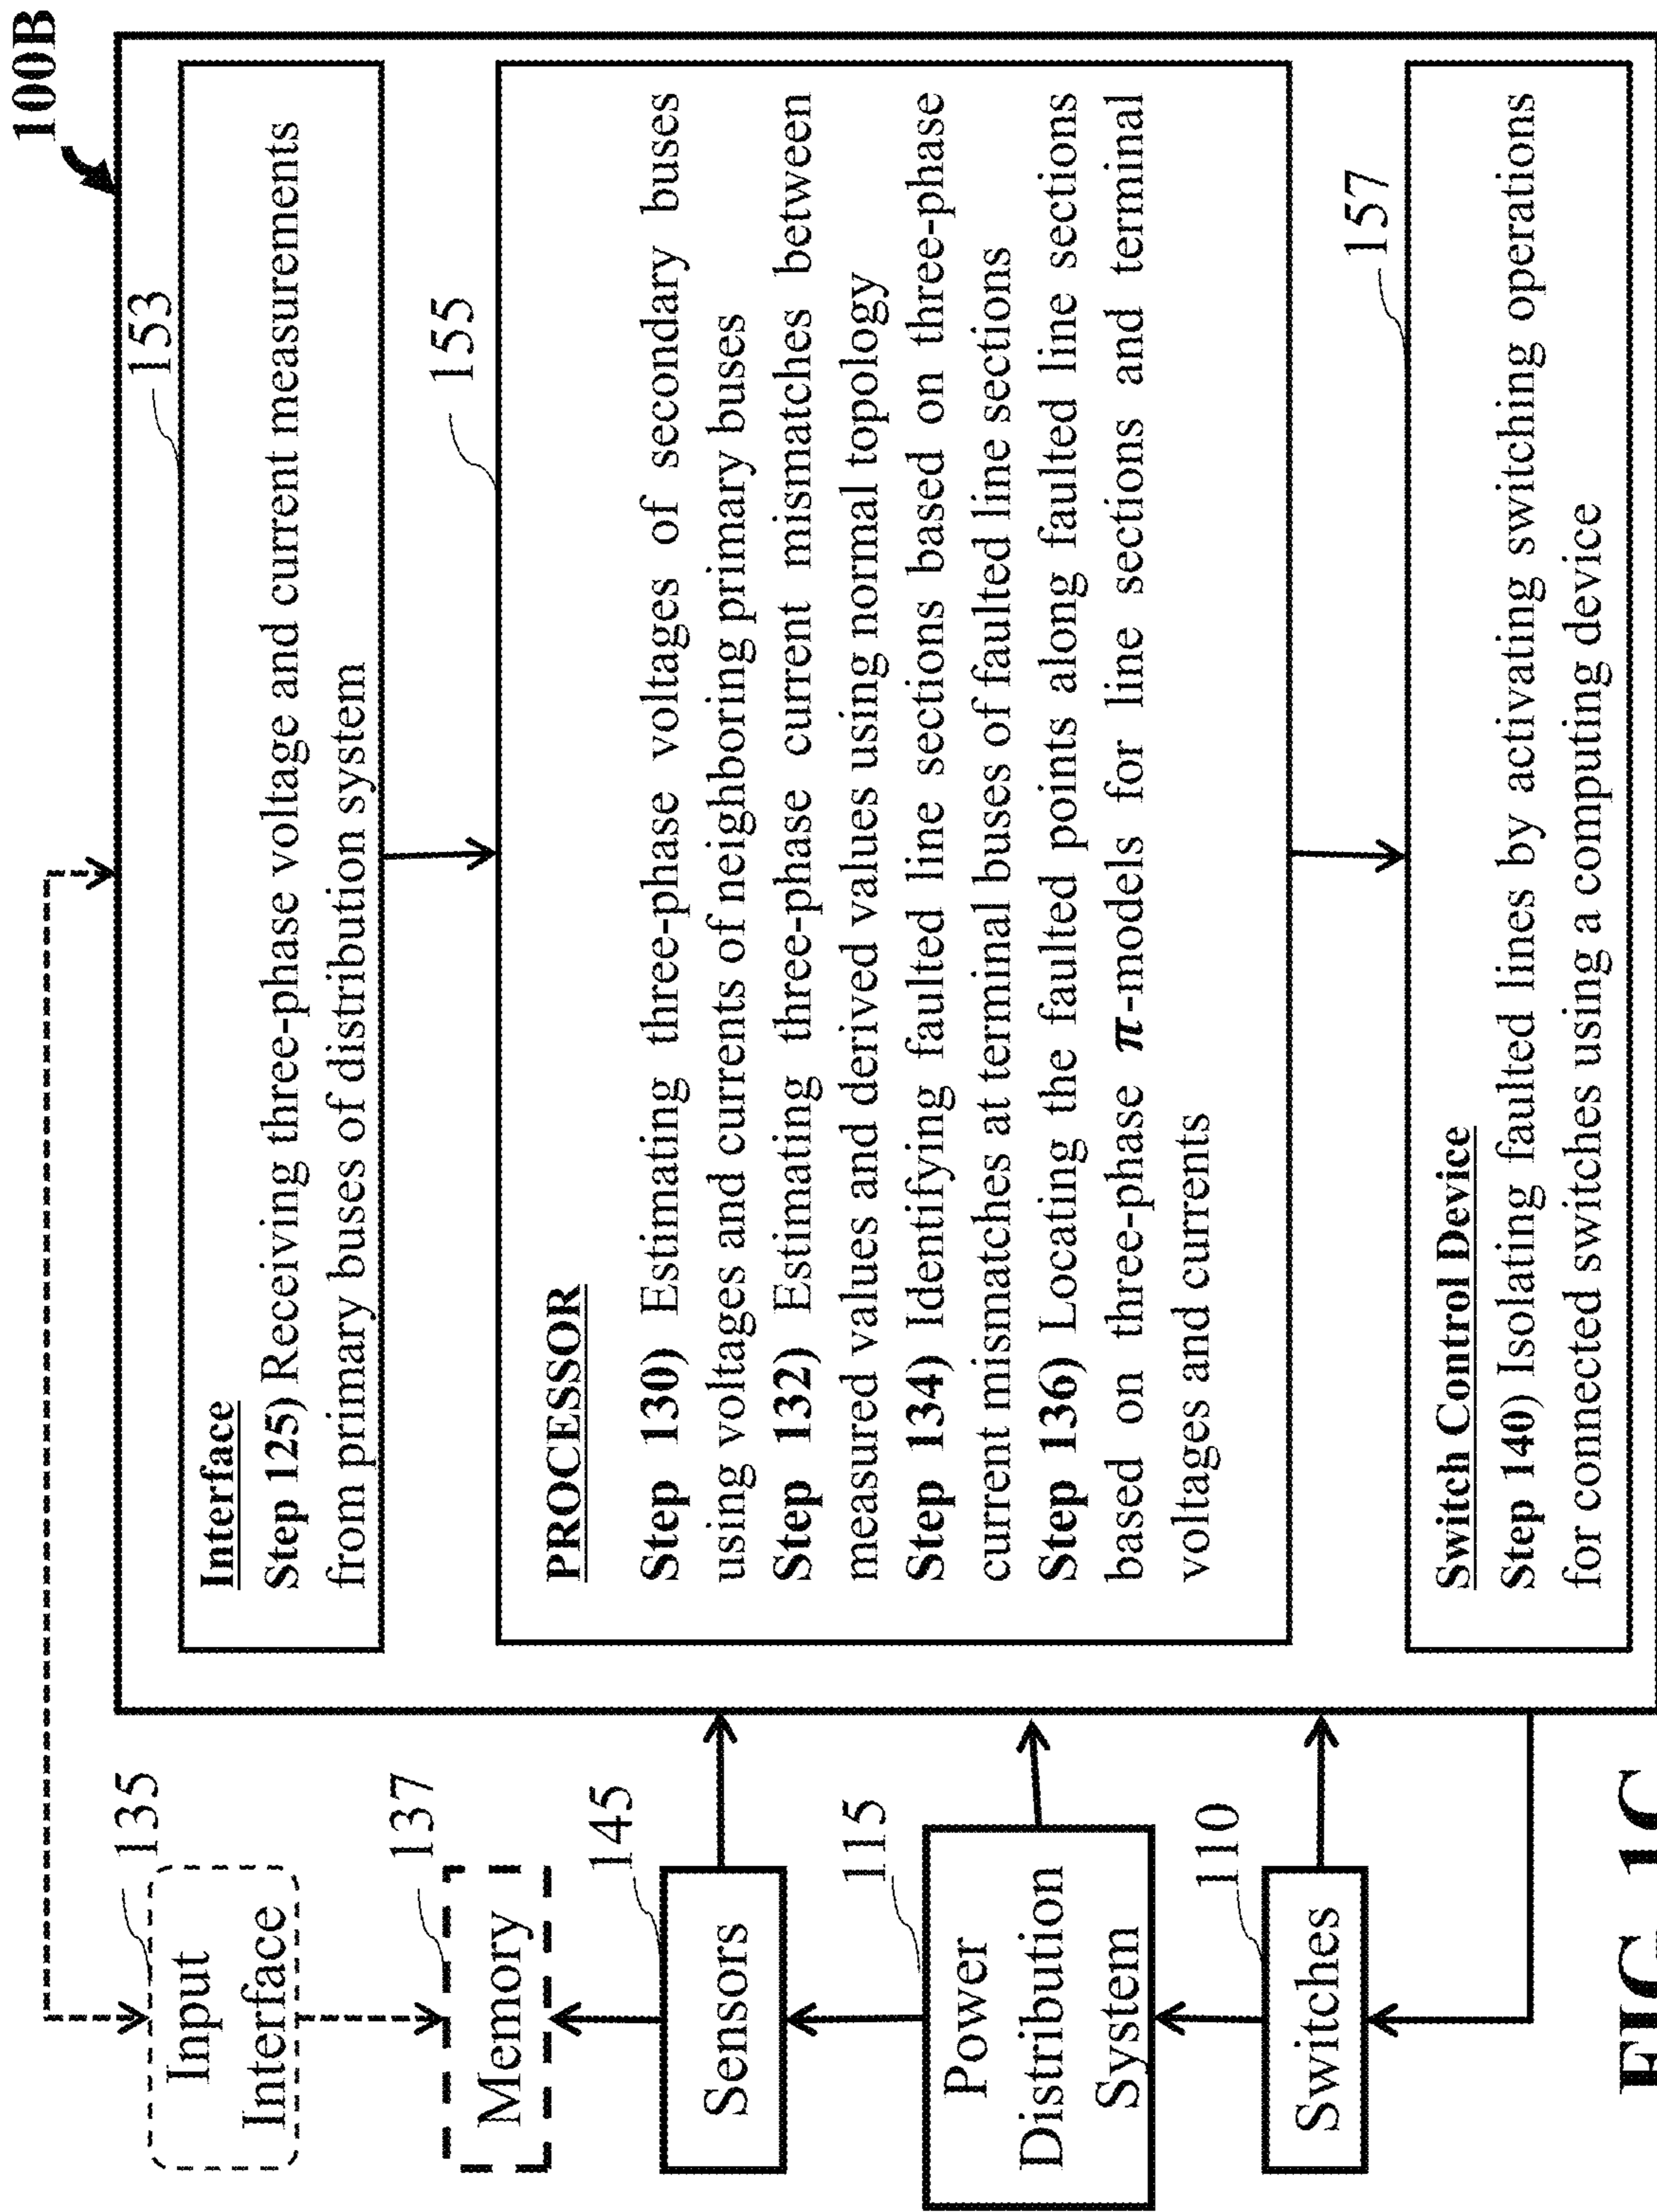 100B
135
Input
Interface
137
Memory
145
Sensors
115
Power
Distribution
System
110
Switches
153
Interface
Step 125) Receiving three-phase voltage and current measurements
from primary buses of distribution system
155
PROCESSOR
Step 130) Estimating three-phase voltages of secondary buses
using voltages and currents of neighboring primary buses
Step 132) Estimating three-phase current mismatches between
measured values and derived values using normal topology
Step 134) Identifying faulted line sections based on three-phase
current mismatches at terminal buses of faulted line sections
Step 136) Locating the faulted points along faulted line sections
based on three-phase π-models for line sections and terminal
voltages and currents
157
Switch Control Device
Step 140) Isolating faulted lines by activating switching operations
for connected switches using a computing device
FIG. 1C